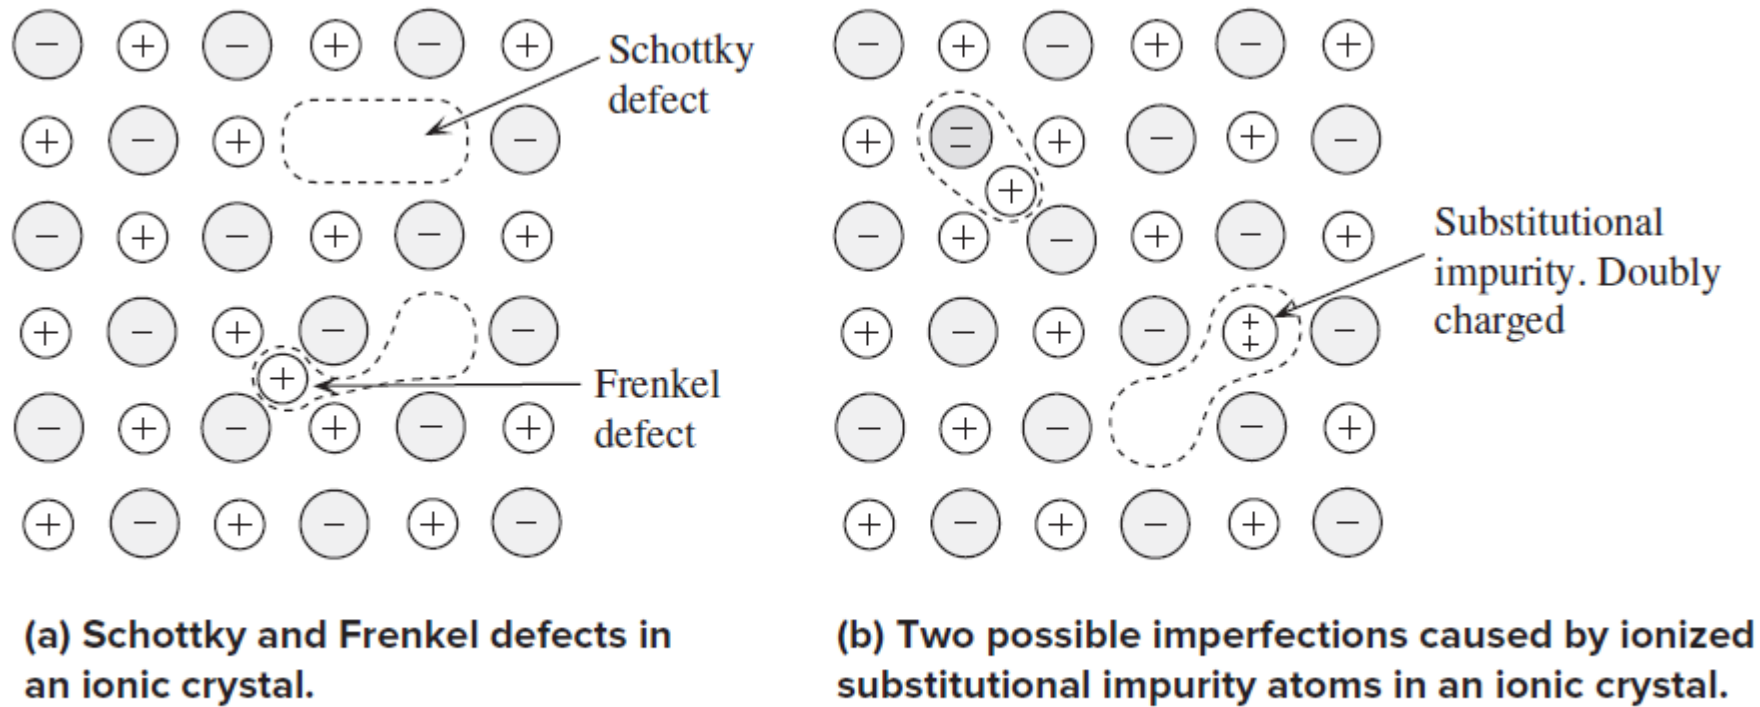 Schottky
defect
Frenkel
defect
(a) Schottky and Frenkel defects in
an ionic crystal.
Substitutional
impurity. Doubly
charged
(b) Two possible imperfections caused by ionized
substitutional impurity atoms in an ionic crystal.